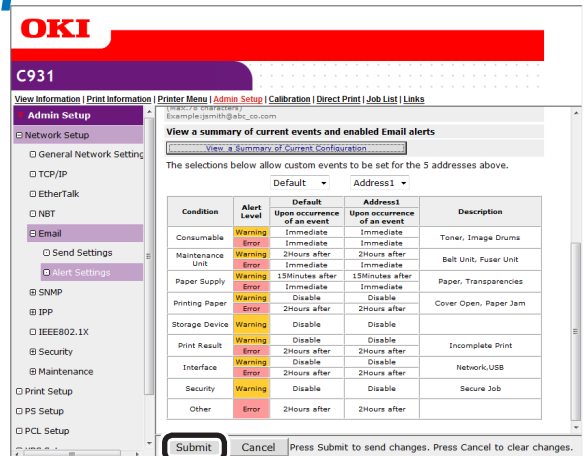 OKI
C931
View Information | Print Information | Printer Menu | Admin Setup | Calibration | Direct Print | Job List | Links
Admin Setup
Network Setup
General Network Setting
TCP/IP
EtherTalk
NBT
Email
Send Settings
Alert Settings
SNMP
IPP
IEEE802.1X
Security
Maintenance
Print Setup
PS Setup
PCL Setup
Example:jsmith@abc_co.com
View a summary of current events and enabled Email alerts
View a Summary of Current Configuration
The selections below allow custom events to be set for the 5 addresses above.
Default Address1
Condition Alert Level Default Upon occurrence of an event Address1 Upon occurrence of an event Description
Consumable Warning Immediate Immediate Toner, Image Drums
Error Immediate Immediate
Maintenance Unit Warning 2Hours after 2Hours after Belt Unit, Fuser Unit
Error Immediate Immediate
Paper Supply Warning 15Minutes after 15Minutes after Paper, Transparencies
Error Immediate Immediate
Printing Paper Warning Disable Disable Cover Open, Paper Jam
Error 2Hours after 2Hours after
Storage Device Warning Disable Disable
Print Result Warning Disable Disable Incomplete Print
Error 2Hours after 2Hours after
Interface Warning Disable Disable Network,USB
Error 2Hours after 2Hours after
Security Warning Disable Disable Secure Job
Other Error 2Hours after 2Hours after
Submit Cancel Press Submit to send changes. Press Cancel to clear changes.